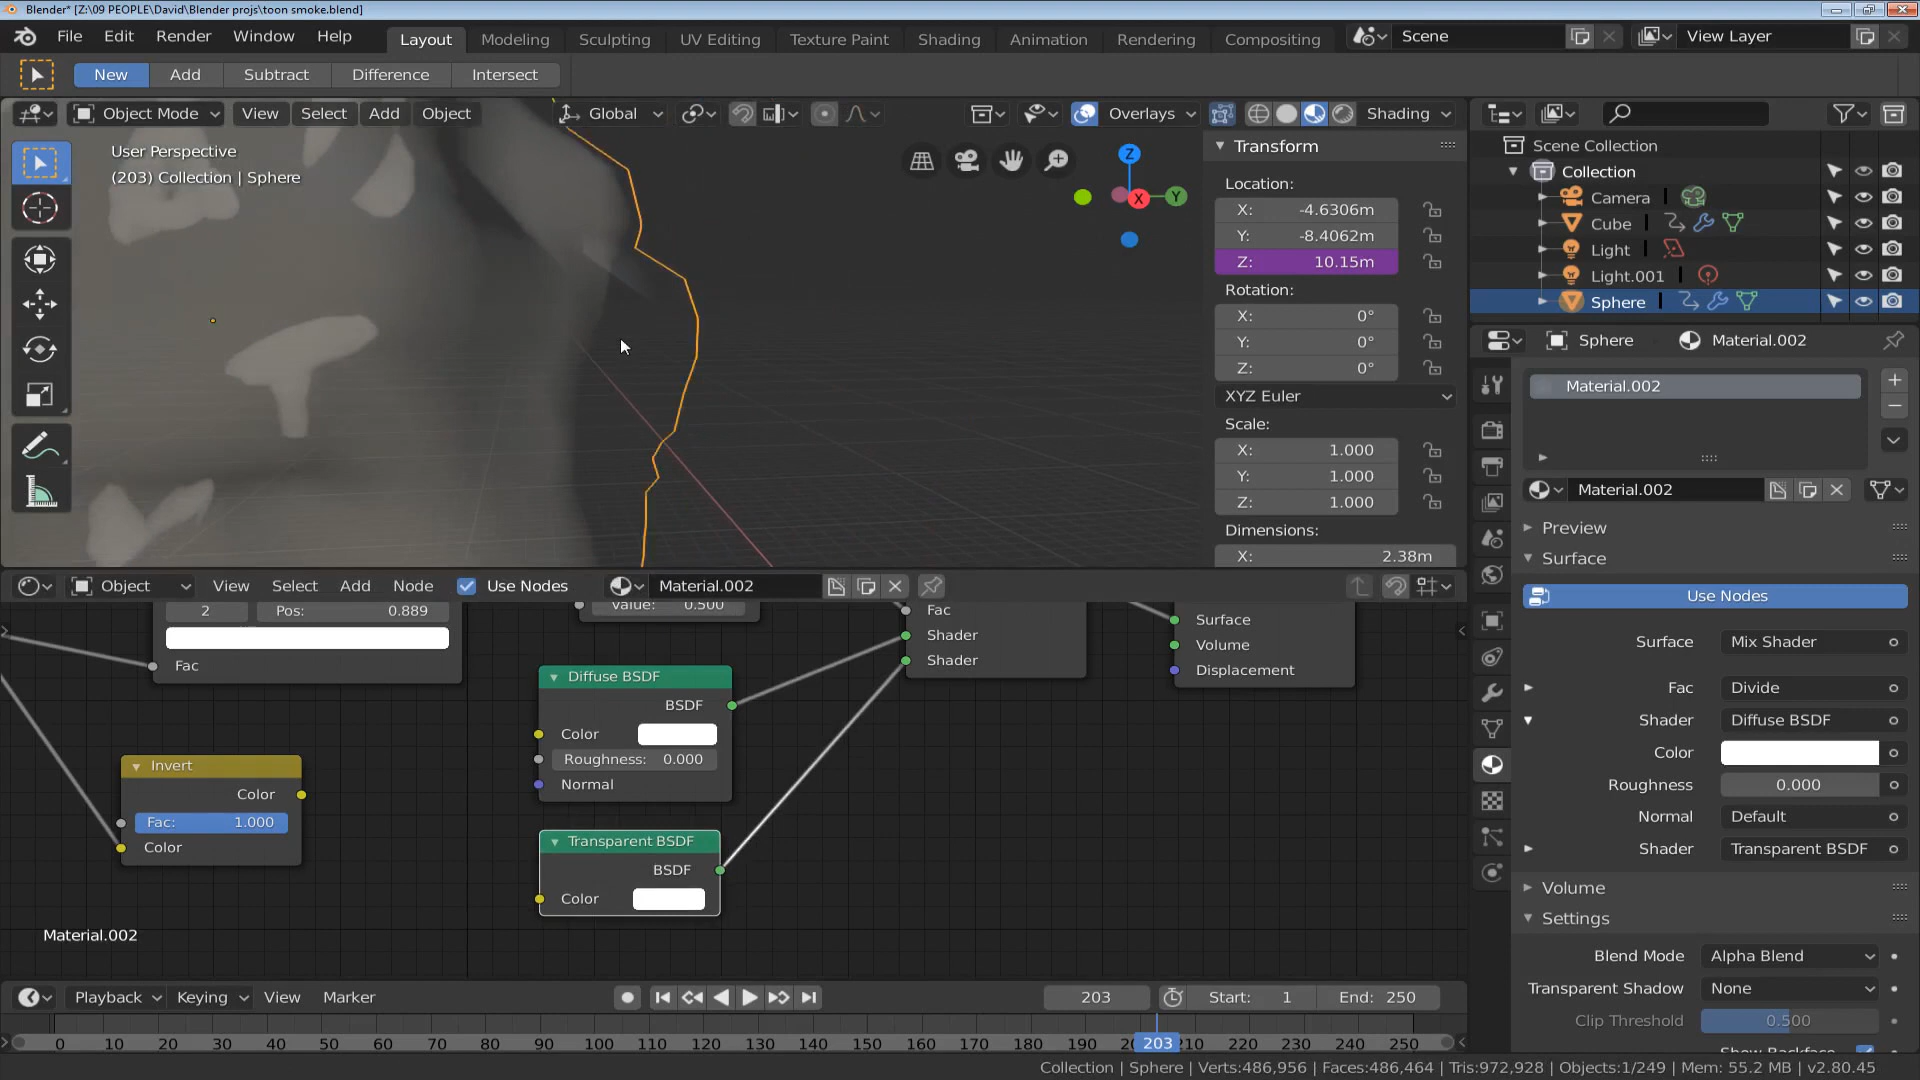 Blender* [Z:\09 PEOPLE\David\Blender projs\toon smoke.blend]
File Edit Render Window Help Layout Modeling Sculpting UV Editing Texture Paint Shading Animation Rendering Compositing Scene View Layer
New Add Subtract Difference Intersect
Object Mode View Select Add Object Global Overlays Shading
User Perspective
(203) Collection | Sphere
Z
X
Y
Transform
Location:
X: -4.6306m
Y: -8.4062m
Z: 10.15m
Rotation:
X: 0°
Y: 0°
Z: 0°
XYZ Euler
Scale:
X: 1.000
Y: 1.000
Z: 1.000
Dimensions:
X: 2.38m
Scene Collection
Collection
Camera
Cube
Light
Light.001
Sphere
Sphere Material.002
Material.002
Material.002
Preview
Surface
Use Nodes
Surface Mix Shader
Fac Divide
Shader Diffuse BSDF
Color
Roughness 0.000
Normal Default
Shader Transparent BSDF
Volume
Settings
Blend Mode Alpha Blend
Transparent Shadow None
Clip Threshold 0.500
Show Backface
Object View Select Add Node Use Nodes Material.002
2 Pos: 0.889
Fac
Value: 0.500
Fac
Shader
Shader
Surface
Volume
Displacement
Diffuse BSDF
BSDF
Color
Roughness: 0.000
Normal
Invert
Color
Fac: 1.000
Color
Transparent BSDF
BSDF
Color
Material.002
Playback Keying View Marker 203 Start: 1 End: 250
0 10 20 30 40 50 60 70 80 90 100 110 120 130 140 150 160 170 180 190 203 210 220 230 240 250
Collection | Sphere | Verts:486,956 | Faces:486,464 | Tris:972,928 | Objects:1/249 | Mem: 55.2 MB | v2.80.45